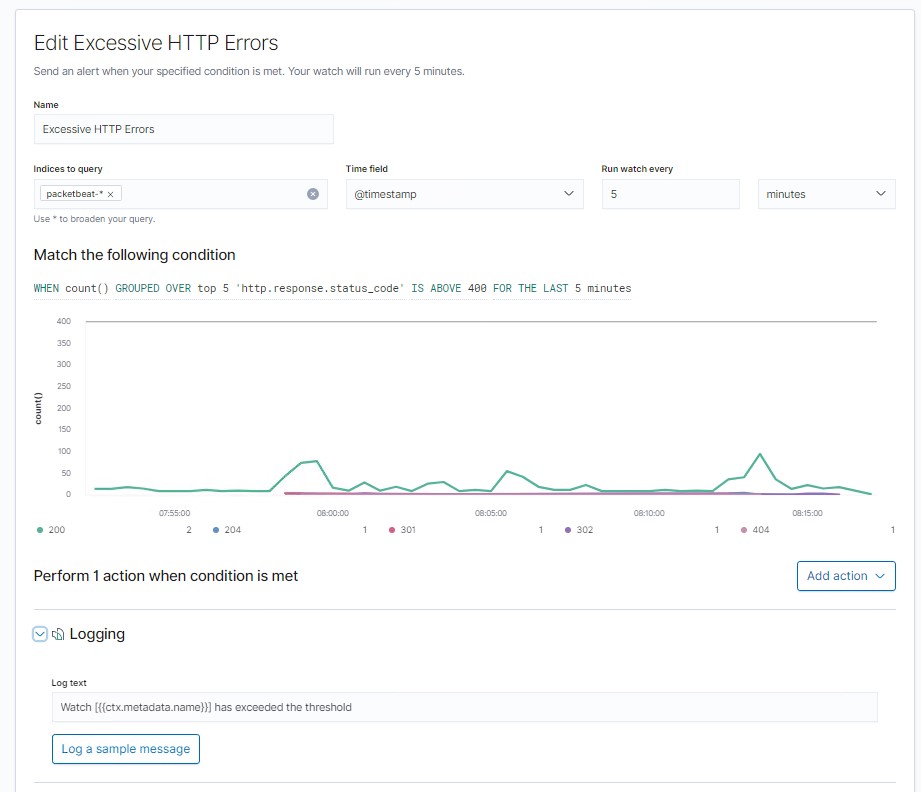 Edit Excessive HTTP Errors
Send an alert when your specified condition is met. Your watch will run every 5 minutes.
Name
Excessive HTTP Errors
Indices to query Time field Run watch every
packetbeat-* × @timestamp 5 minutes
Use * to broaden your query.
Match the following condition
WHEN count() GROUPED OVER top 5 'http.response.status_code' IS ABOVE 400 FOR THE LAST 5 minutes
400
350
300
250
200
150
100
50
0
count()
07:55:00 08:00:00 08:05:00 08:10:00 08:15:00
200 2 204 1 301 1 302 1 404 1
Perform 1 action when condition is met Add action
Logging
Log text
Watch [{{ctx.metadata.name}}] has exceeded the threshold
Log a sample message